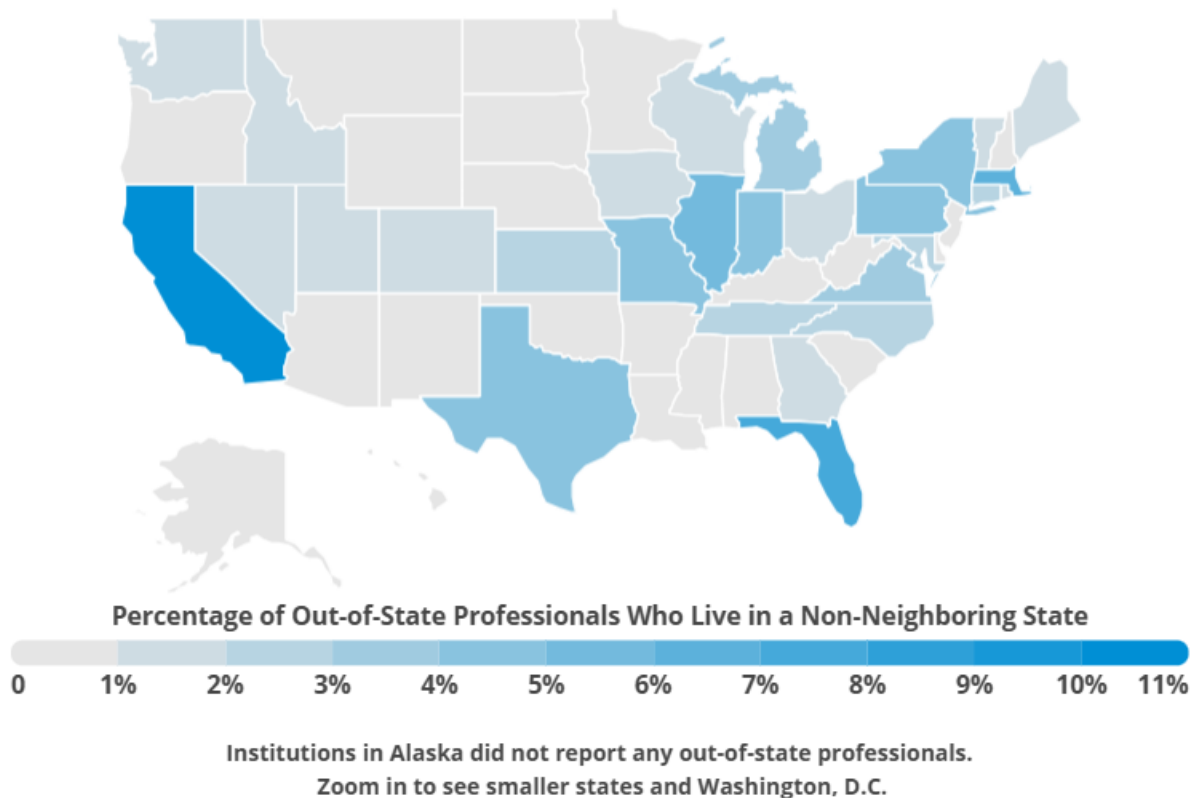 Percentage of Out-of-State Professionals Who Live in a Non-Neighboring State
0 1% 2% 3% 4% 5% 6% 7% 8% 9% 10% 11%
Institutions in Alaska did not report any out-of-state professionals.
Zoom in to see smaller states and Washington, D.C.